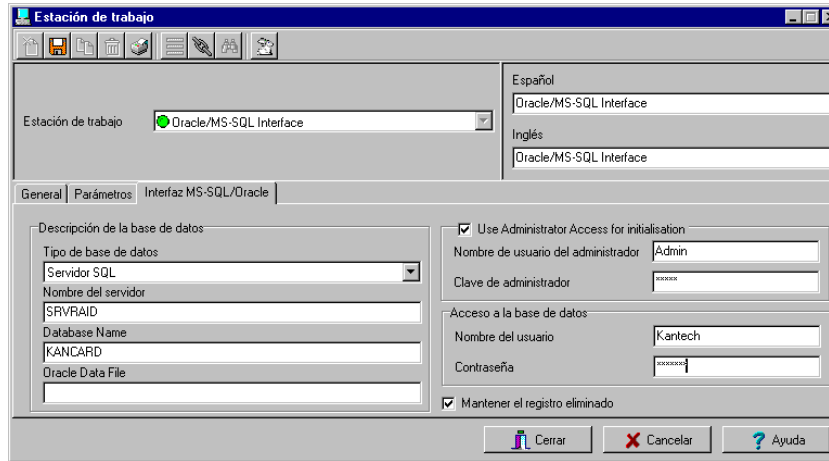 Estación de trabajo
Español
Oracle/MS-SQL Interface
Estación de trabajo
Oracle/MS-SQL Interface
Inglés
Oracle/MS-SQL Interface
General
Parámetros
Interfaz MS-SQL/Oracle
Descripción de la base de datos
Tipo de base de datos
Servidor SQL
Nombre del servidor
SRVRAID
Database Name
KANCARD
Oracle Data File
Use Administrator Access for initialisation
Nombre de usuario del administrador
Admin
Clave de administrador
*****
Acceso a la base de datos
Nombre del usuario
Kantech
Contraseña
*******
Mantener el registro eliminado
Cerrar
Cancelar
Ayuda